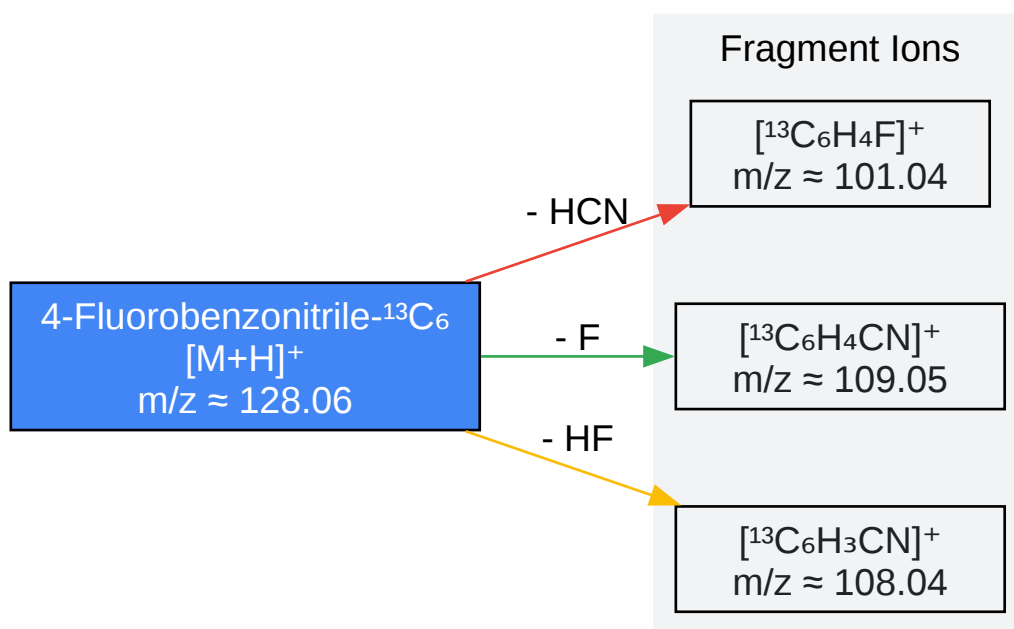 Fragment Ions
[¹³C₆H₄F]⁺
m/z ≈ 101.04
- HCN
4-Fluorobenzonitrile-¹³C₆
[M+H]⁺
m/z ≈ 128.06
- F
[¹³C₆H₄CN]⁺
m/z ≈ 109.05
- HF
[¹³C₆H₃CN]⁺
m/z ≈ 108.04